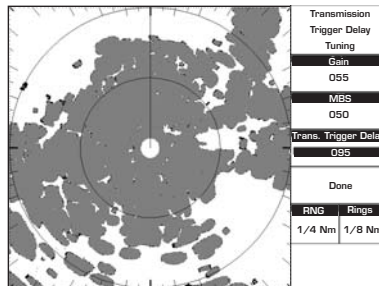 Transmission
Trigger Delay
Tuning
Gain
055
MBS
050
Trans. Trigger Delay
095
Done
RNG Rings
1/4 Nm 1/8 Nm